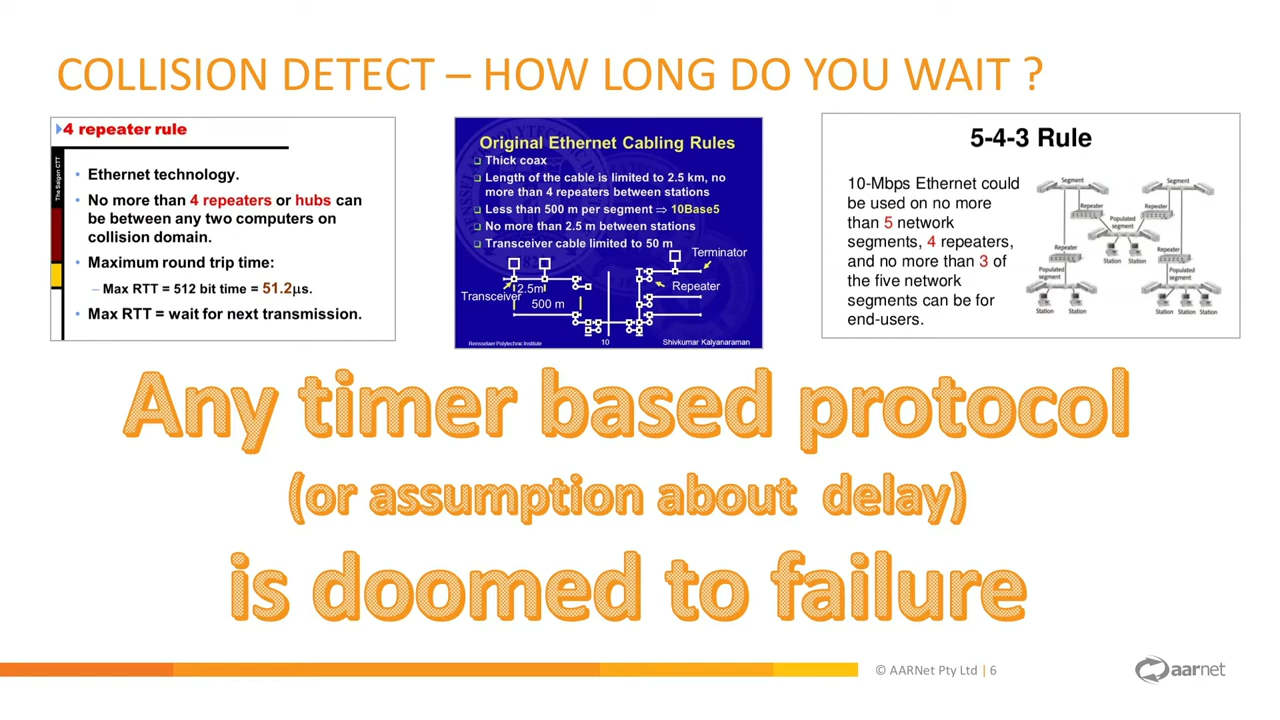 COLLISION DETECT – HOW LONG DO YOU WAIT ?
4 repeater rule
The Saigon CTT
• Ethernet technology.
• No more than 4 repeaters or hubs can
be between any two computers on
collision domain.
• Maximum round trip time:
– Max RTT = 512 bit time = 51.2µs.
• Max RTT = wait for next transmission.
Original Ethernet Cabling Rules
❑ Thick coax
❑ Length of the cable is limited to 2.5 km, no
more than 4 repeaters between stations
❑ Less than 500 m per segment ⇒ 10Base5
❑ No more than 2.5 m between stations
❑ Transceiver cable limited to 50 m
Terminator
Repeater
2.5m
Transceiver
500 m
Rensselaer Polytechnic Institute
10
Shivkumar Kalyanaraman
5-4-3 Rule
10-Mbps Ethernet could
be used on no more
than 5 network
segments, 4 repeaters,
and no more than 3 of
the five network
segments can be for
end-users.
Segment
Segment
Repeater
Repeater
Populated
segment
Repeater
Station
Station
Repeater
Populated
segment
Populated
segment
Station
Station
Station
Station
Station
Any timer based protocol
(or assumption about delay)
is doomed to failure
© AARNet Pty Ltd | 6
aarnet